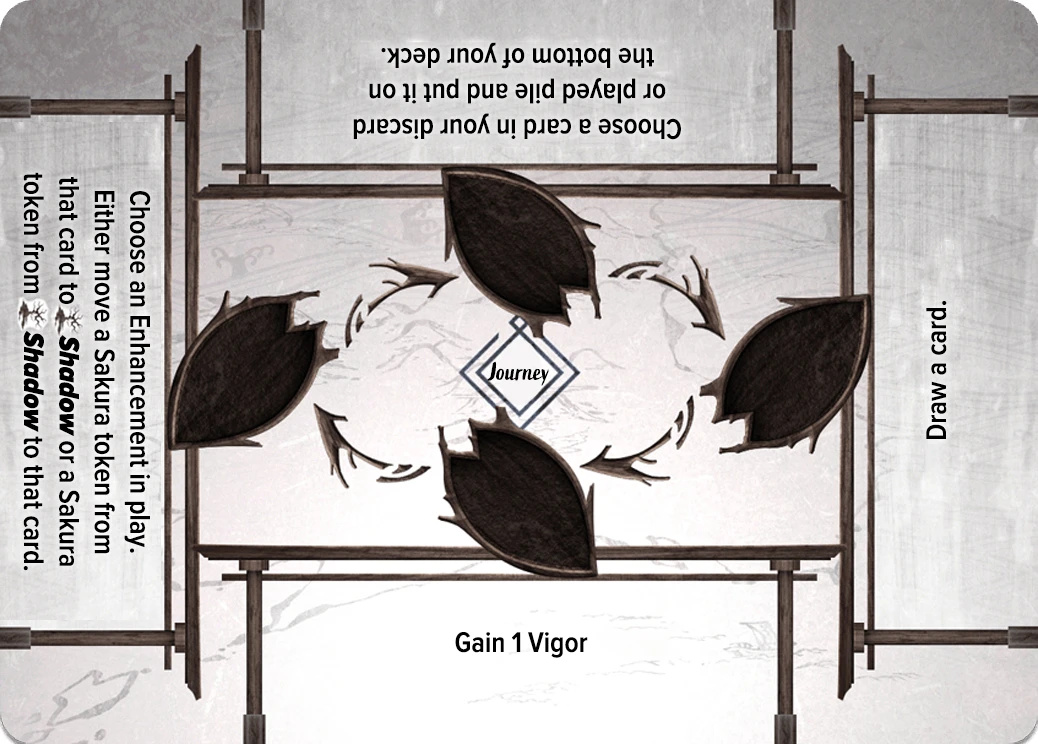 Choose a card in your discard
or played pile and put it on
the bottom of your deck.
Choose an Enhancement in play.
Either move a Sakura token from
that card to Shadow or a Sakura
token from Shadow to that card.
Journey
Draw a card.
Gain 1 Vigor